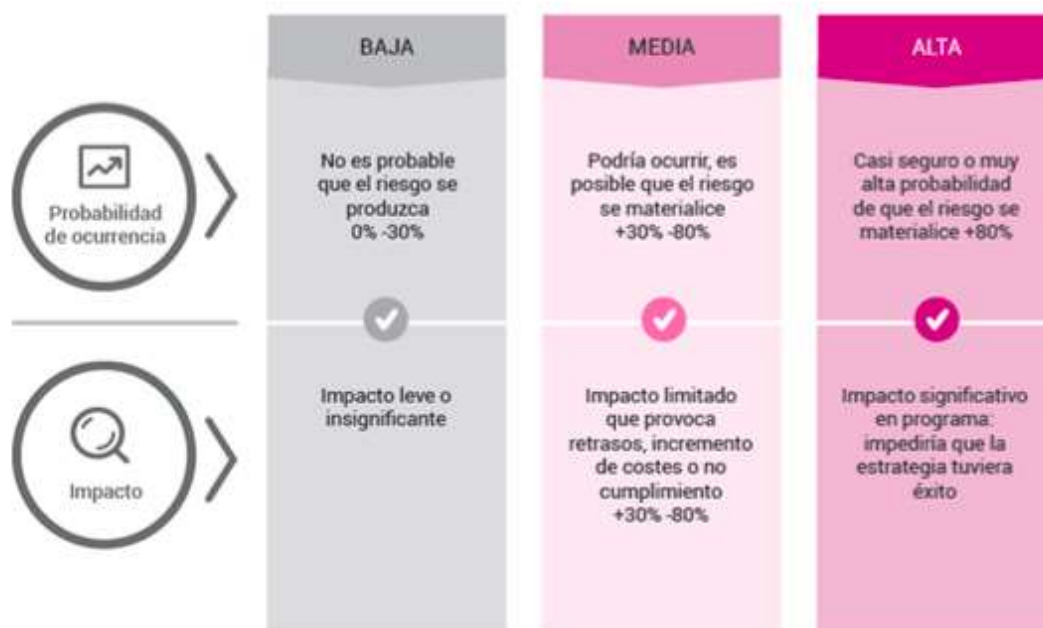 BAJA
MEDIA
ALTA
Probabilidad
de ocurrencia
No es probable
que el riesgo se
produzca
0% -30%
Podría ocurrir, es
posible que el riesgo
se materialice
+30% -80%
Casi seguro o muy
alta probabilidad
de que el riesgo se
materialice +80%
Impacto
Impacto leve o
insignificante
Impacto limitado
que provoca
retrasos, incremento
de costes o no
cumplimiento
+30% -80%
Impacto significativo
en programa:
impediría que la
estrategia tuviera
éxito